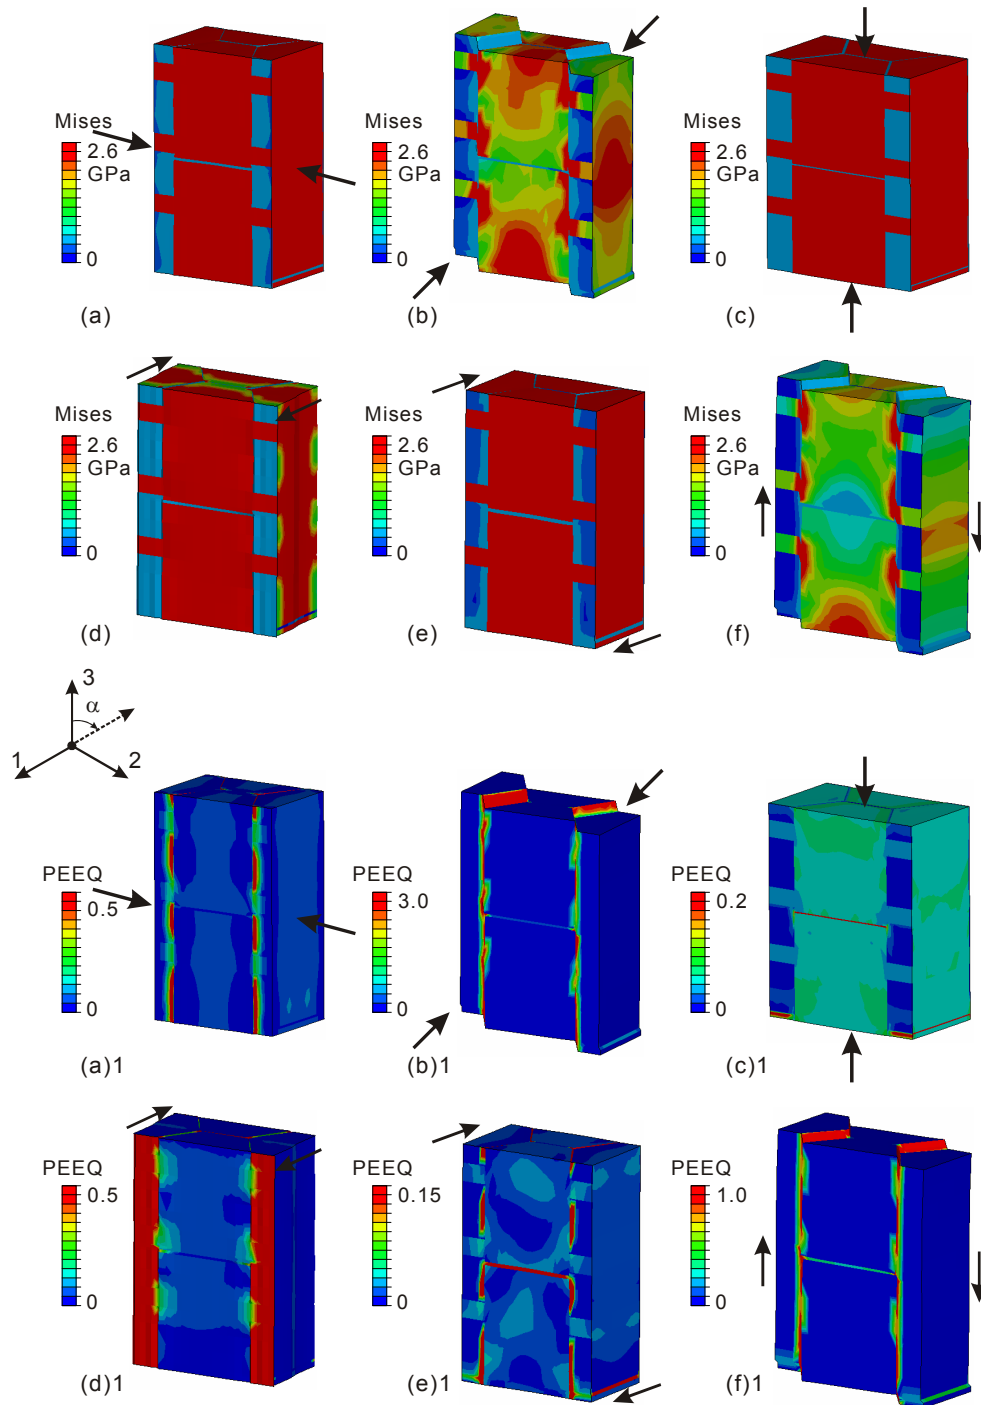 Mises
2.6
GPa
0
(a)
Mises
2.6
GPa
0
(b)
Mises
2.6
GPa
0
(c)
Mises
2.6
GPa
0
(d)
Mises
2.6
GPa
0
(e)
Mises
2.6
GPa
0
(f)
3
α
1
2
PEEQ
0.5
0
(a)1
PEEQ
3.0
0
(b)1
PEEQ
0.2
0
(c)1
PEEQ
0.5
0
(d)1
PEEQ
0.15
0
(e)1
PEEQ
1.0
0
(f)1